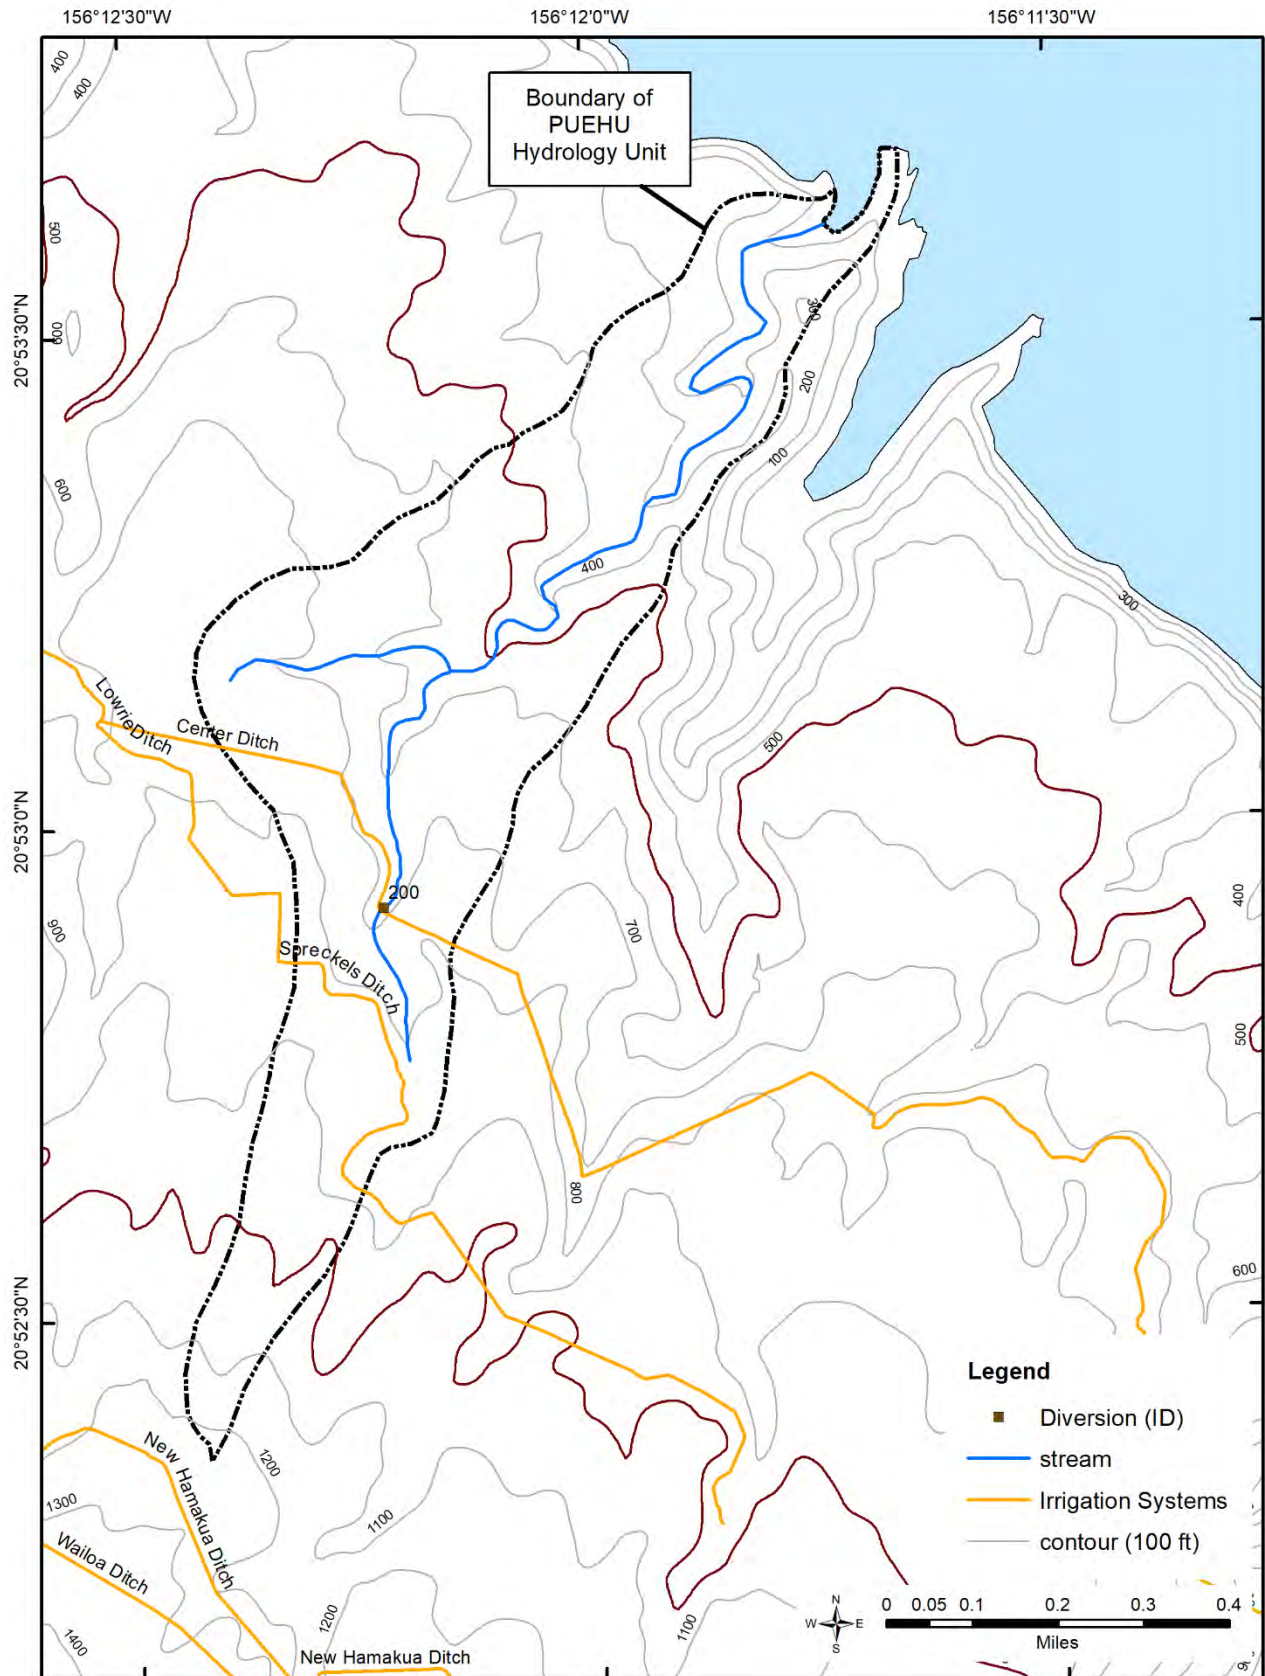 156°12'30"W
156°12'0"W
156°11'30"W
400
400
Boundary of
PUEHU
Hydrology Unit
500
20°53'30"N
600
300
200
100
600
400
300
Lowrie Ditch
Center Ditch
500
20°53'0"N
200
400
900
700
Spreckels Ditch
500
800
600
20°52'30"N
Legend
Diversion (ID)
stream
Irrigation Systems
contour (100 ft)
New Hamakua Ditch
1200
1300
1100
Wailoa Ditch
1200
1100
1400
New Hamakua Ditch
N
W E
S
0 0.05 0.1 0.2 0.3 0.4
Miles